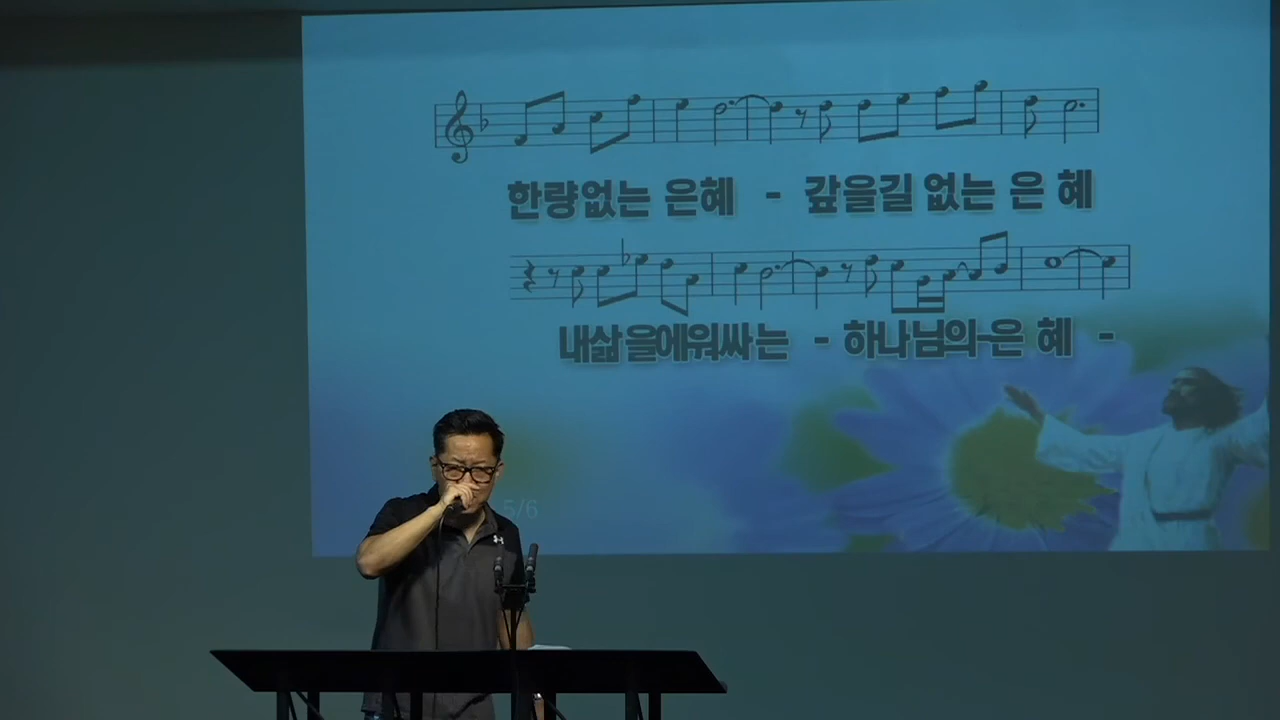 한량없는 은혜 - 갚을길 없는 은 혜
내삶을에워싸는 - 하나님의-은 혜 -
5/6